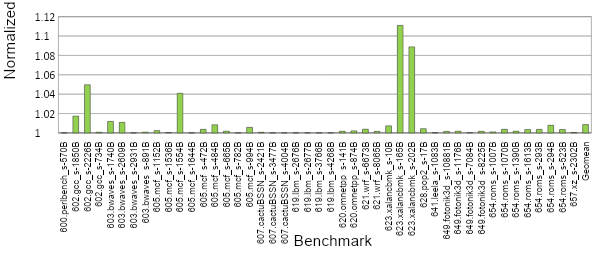 Normalized
1.12
1.1
1.08
1.06
1.04
1.02
1
600.perlbench_s-570B
602.gcc_s-1850B
602.gcc_s-2226B
602.gcc_s-734B
603.bwaves_s-1740B
603.bwaves_s-2609B
603.bwaves_s-2931B
603.bwaves_s-891B
605.mcf_s-1152B
605.mcf_s-1536B
605.mcf_s-1554B
605.mcf_s-1644B
605.mcf_s-472B
605.mcf_s-484B
605.mcf_s-665B
605.mcf_s-782B
605.mcf_s-994B
607.cactuBSSN_s-2421B
607.cactuBSSN_s-3477B
607.cactuBSSN_s-4004B
619.lbm_s-2676B
619.lbm_s-2677B
619.lbm_s-3766B
619.lbm_s-4268B
620.omnetpp_s-141B
620.omnetpp_s-874B
621.wrf_s-6673B
621.wrf_s-8065B
623.xalancbmk_s-10B
623.xalancbmk_s-165B
623.xalancbmk_s-202B
628.pop2_s-17B
641.leela_s-1083B
649.fotonik3d_s-10881B
649.fotonik3d_s-1176B
649.fotonik3d_s-7084B
649.fotonik3d_s-8225B
654.roms_s-1007B
654.roms_s-1070B
654.roms_s-1390B
654.roms_s-1613B
654.roms_s-293B
654.roms_s-294B
654.roms_s-523B
657.xz_s-2302B
Geomean
Benchmark